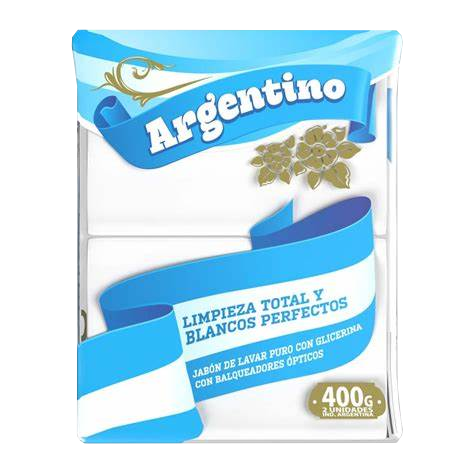 Argentino
LIMPIEZA TOTAL Y
BLANCOS PERFECTOS
JABÓN DE LAVAR PURO CON GLICERINA
CON BALQUEADORES ÓPTICOS
400G
2 UNIDADES
IND. ARGENTINA